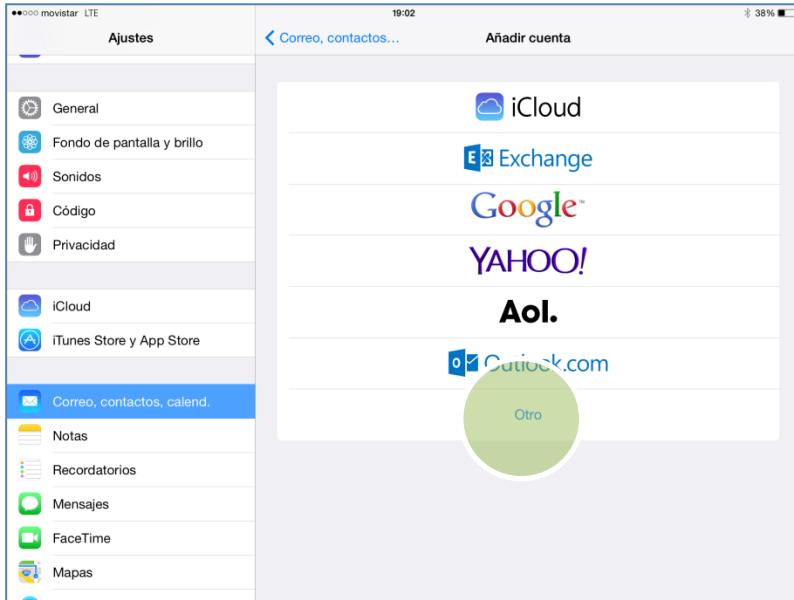 movistar LTE 19:02 38%
Ajustes
Correo, contactos... Añadir cuenta
General
Fondo de pantalla y brillo
Sonidos
Código
Privacidad
iCloud
iTunes Store y App Store
Correo, contactos, calend.
Notas
Recordatorios
Mensajes
FaceTime
Mapas
iCloud
E Exchange
Google™
YAHOO!
Aol.
o Outlook.com
Otro